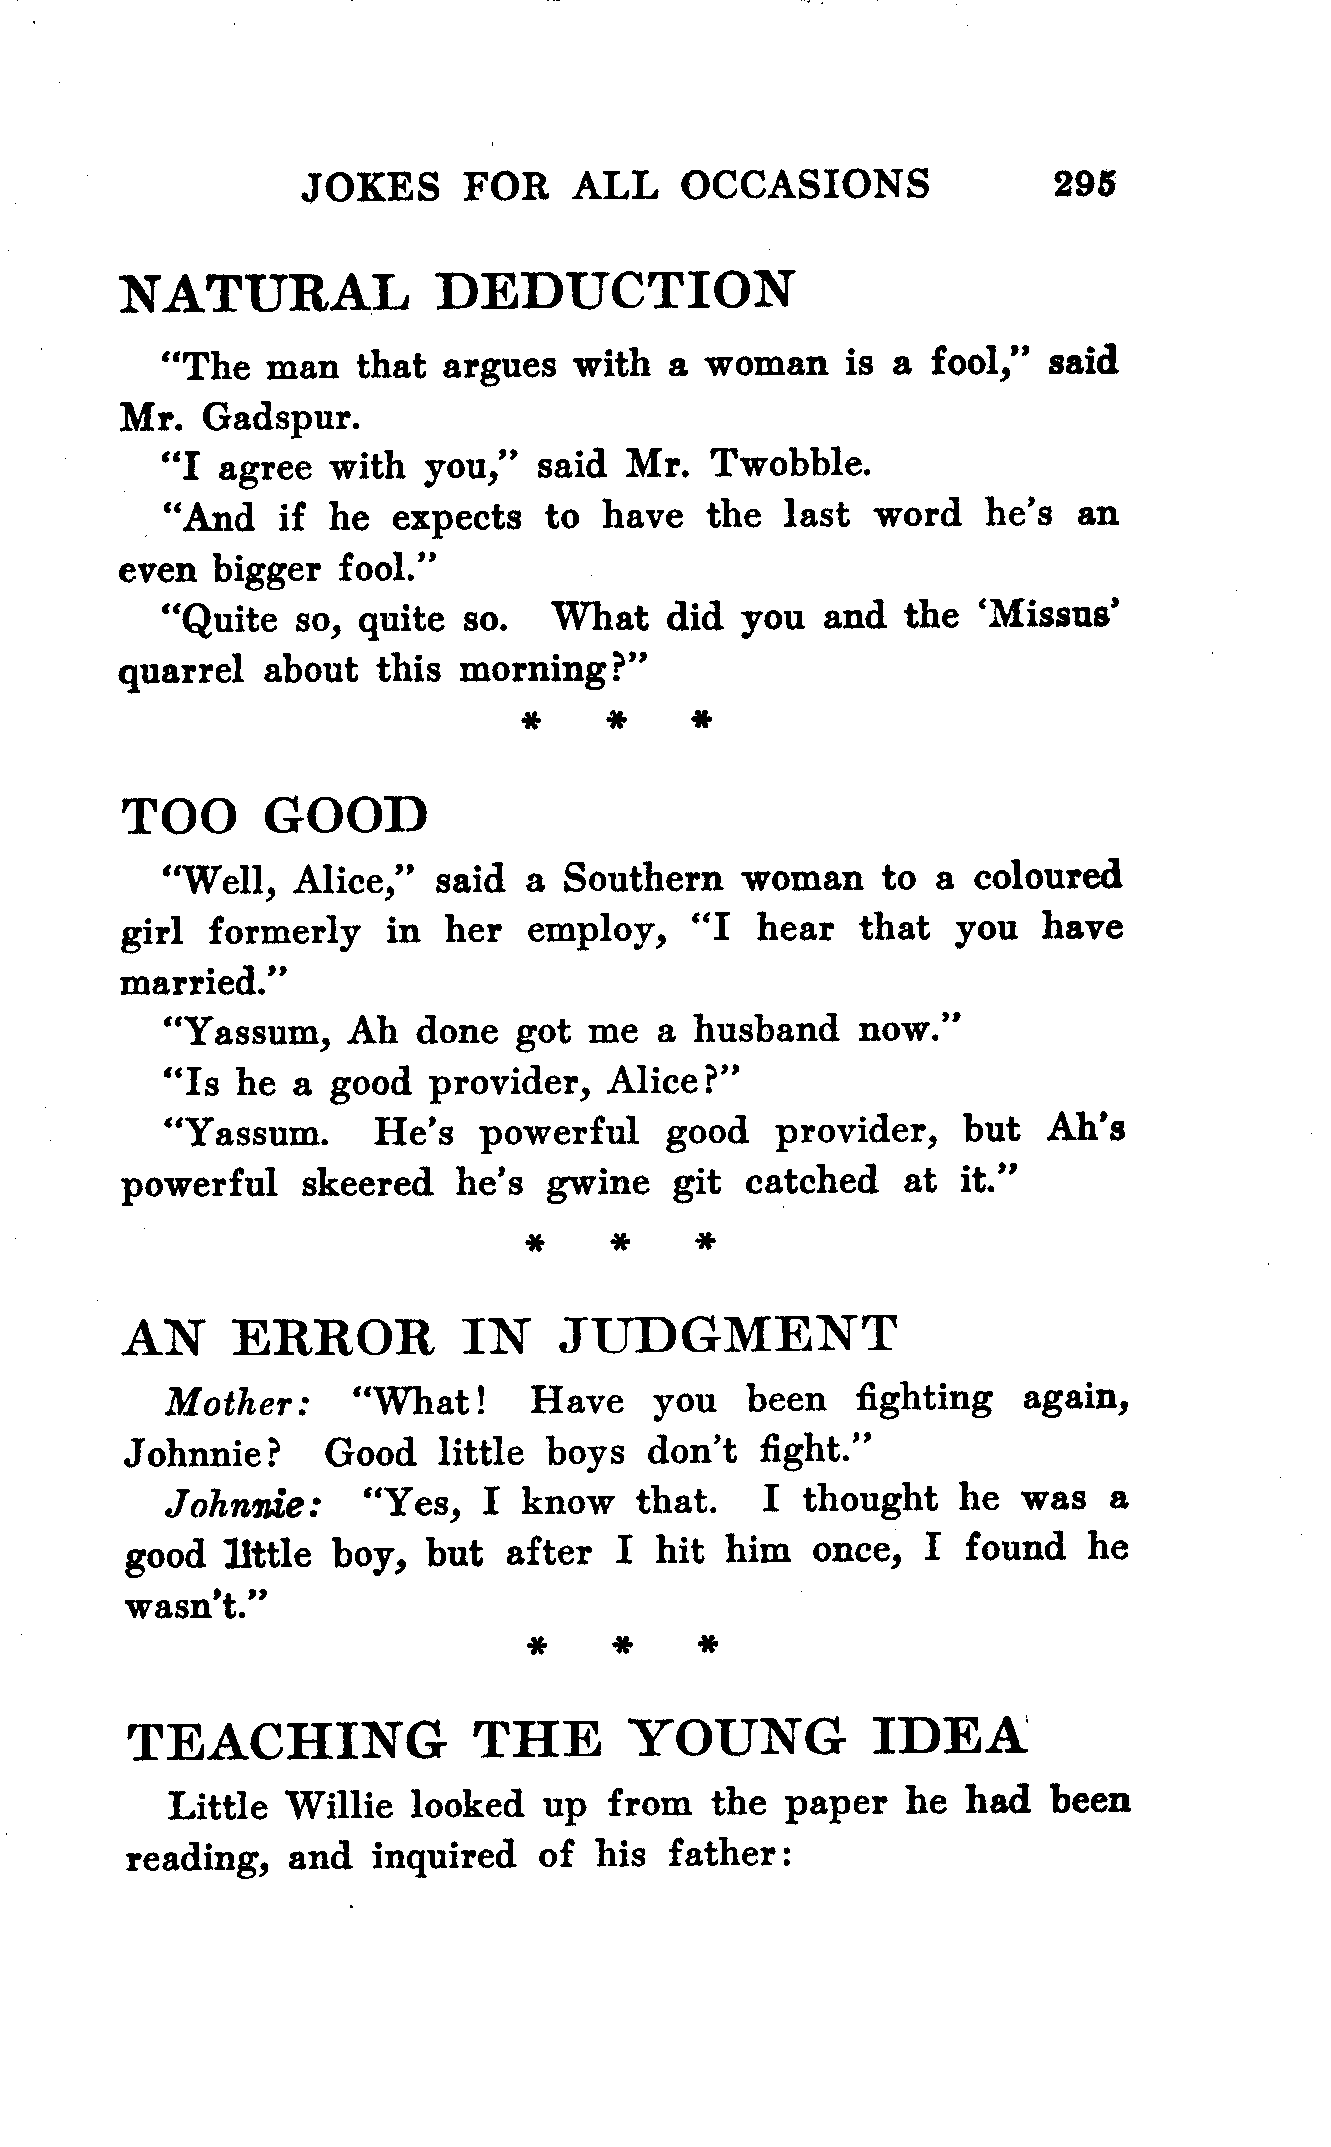 JOKES FOR ALL OCCASIONS 295
NATURAL DEDUCTION
"The man that argues with a woman is a fool," said
Mr. Gadspur.
"I agree with you," said Mr. Twobble.
"And if he expects to have the last word he's an
even bigger fool."
"Quite so, quite so. What did you and the 'Missus'
quarrel about this morning?"
* * *
TOO GOOD
"Well, Alice," said a Southern woman to a coloured
girl formerly in her employ, "I hear that you have
married."
"Yassum, Ah done got me a husband now."
"Is he a good provider, Alice?"
"Yassum. He's powerful good provider, but Ah's
powerful skeered he's gwine git catched at it."
* * *
AN ERROR IN JUDGMENT
Mother: "What! Have you been fighting again,
Johnnie? Good little boys don't fight."
Johnnie: "Yes, I know that. I thought he was a
good little boy, but after I hit him once, I found he
wasn't."
* * *
TEACHING THE YOUNG IDEA
Little Willie looked up from the paper he had been
reading, and inquired of his father: